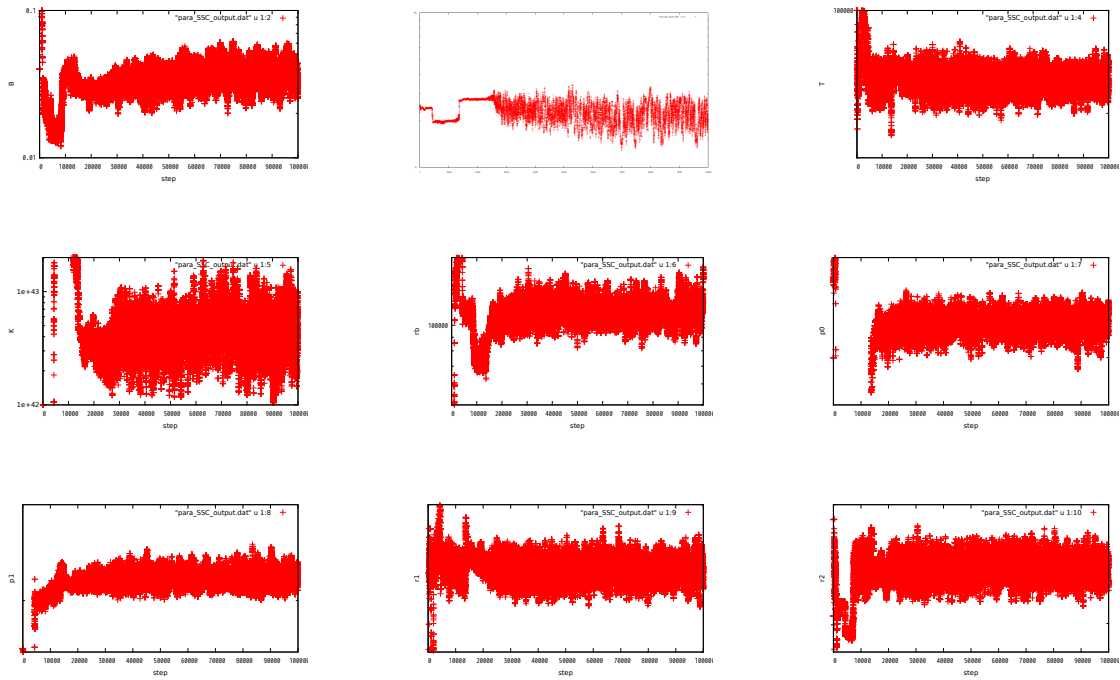 0.1
"para_SSC_output.dat" u 1:2
B
0.01
0 10000 20000 30000 40000 50000 60000 70000 80000 90000 100000
step
100000
"para_SSC_output.dat" u 1:4
T
0 10000 20000 30000 40000 50000 60000 70000 80000 90000 100000
step
"para_SSC_output.dat" u 1:5
1e+43
K
1e+42
0 10000 20000 30000 40000 50000 60000 70000 80000 90000 100000
step
"para_SSC_output.dat" u 1:6
100000
rb
0 10000 20000 30000 40000 50000 60000 70000 80000 90000 100000
step
"para_SSC_output.dat" u 1:7
p0
0 10000 20000 30000 40000 50000 60000 70000 80000 90000 100000
step
"para_SSC_output.dat" u 1:8
p1
0 10000 20000 30000 40000 50000 60000 70000 80000 90000 100000
step
"para_SSC_output.dat" u 1:9
r1
0 10000 20000 30000 40000 50000 60000 70000 80000 90000 100000
step
"para_SSC_output.dat" u 1:10
r2
0 10000 20000 30000 40000 50000 60000 70000 80000 90000 100000
step